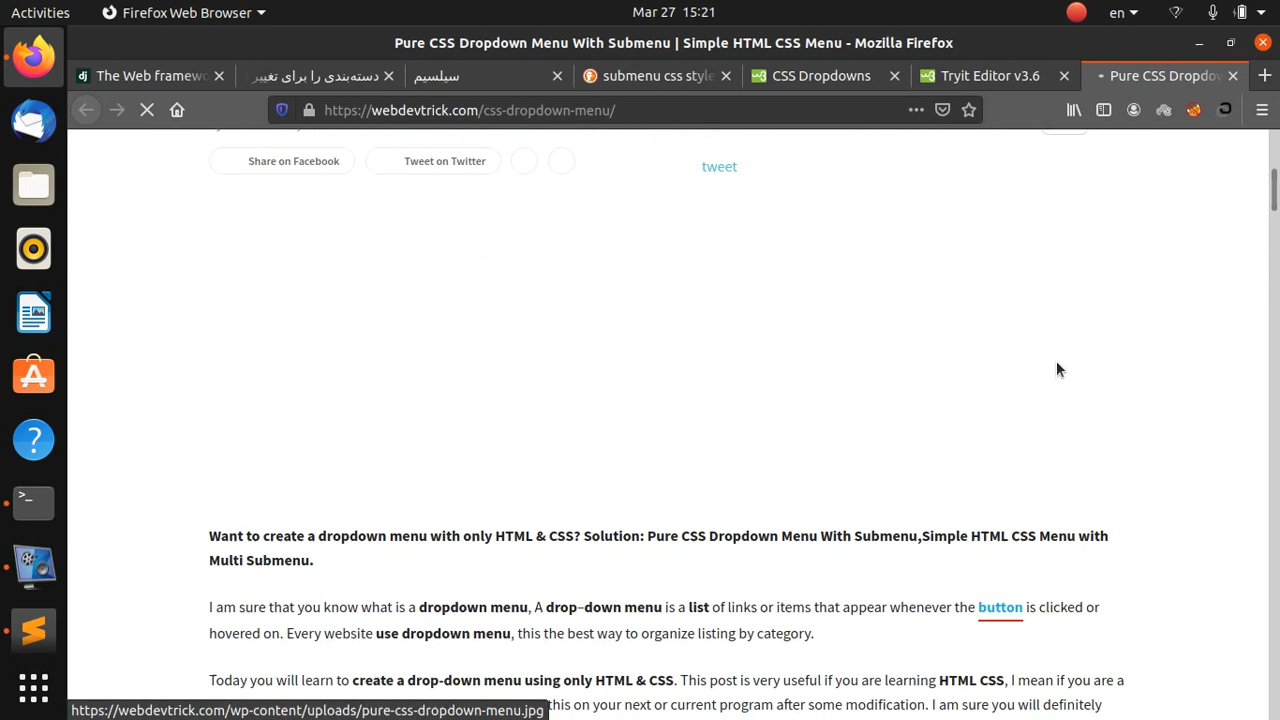 Activities
Firefox Web Browser
Mar 27 15:21
en
Pure CSS Dropdown Menu With Submenu | Simple HTML CSS Menu - Mozilla Firefox
The Web framew
دسته‌بندی را برای تغییر
سیلسیم
submenu css style
CSS Dropdowns
Tryit Editor v3.6
Pure CSS Dropdow
https://webdevtrick.com/css-dropdown-menu/
Share on Facebook
Tweet on Twitter
tweet
Want to create a dropdown menu with only HTML & CSS? Solution: Pure CSS Dropdown Menu With Submenu,Simple HTML CSS Menu with
Multi Submenu.
I am sure that you know what is a dropdown menu, A drop–down menu is a list of links or items that appear whenever the button is clicked or
hovered on. Every website use dropdown menu, this the best way to organize listing by category.
Today you will learn to create a drop-down menu using only HTML & CSS. This post is very useful if you are learning HTML CSS, I mean if you are a
this on your next or current program after some modification. I am sure you will definitely
https://webdevtrick.com/wp-content/uploads/pure-css-dropdown-menu.jpg